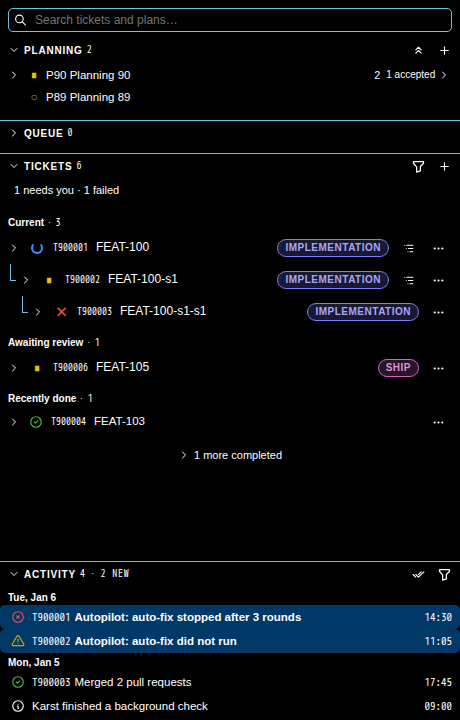 Search tickets and plans…
PLANNING 2
P90 Planning 90 2 1 accepted
P89 Planning 89
QUEUE 0
TICKETS 6
1 needs you · 1 failed
Current · 3
T900001 FEAT-100 IMPLEMENTATION
T900002 FEAT-100-s1 IMPLEMENTATION
T900003 FEAT-100-s1-s1 IMPLEMENTATION
Awaiting review · 1
T900006 FEAT-105 SHIP
Recently done · 1
T900004 FEAT-103
1 more completed
ACTIVITY 4 · 2 NEW
Tue, Jan 6
T900001 Autopilot: auto-fix stopped after 3 rounds 14:30
T900002 Autopilot: auto-fix did not run 11:05
Mon, Jan 5
T900003 Merged 2 pull requests 17:45
Karst finished a background check 09:00